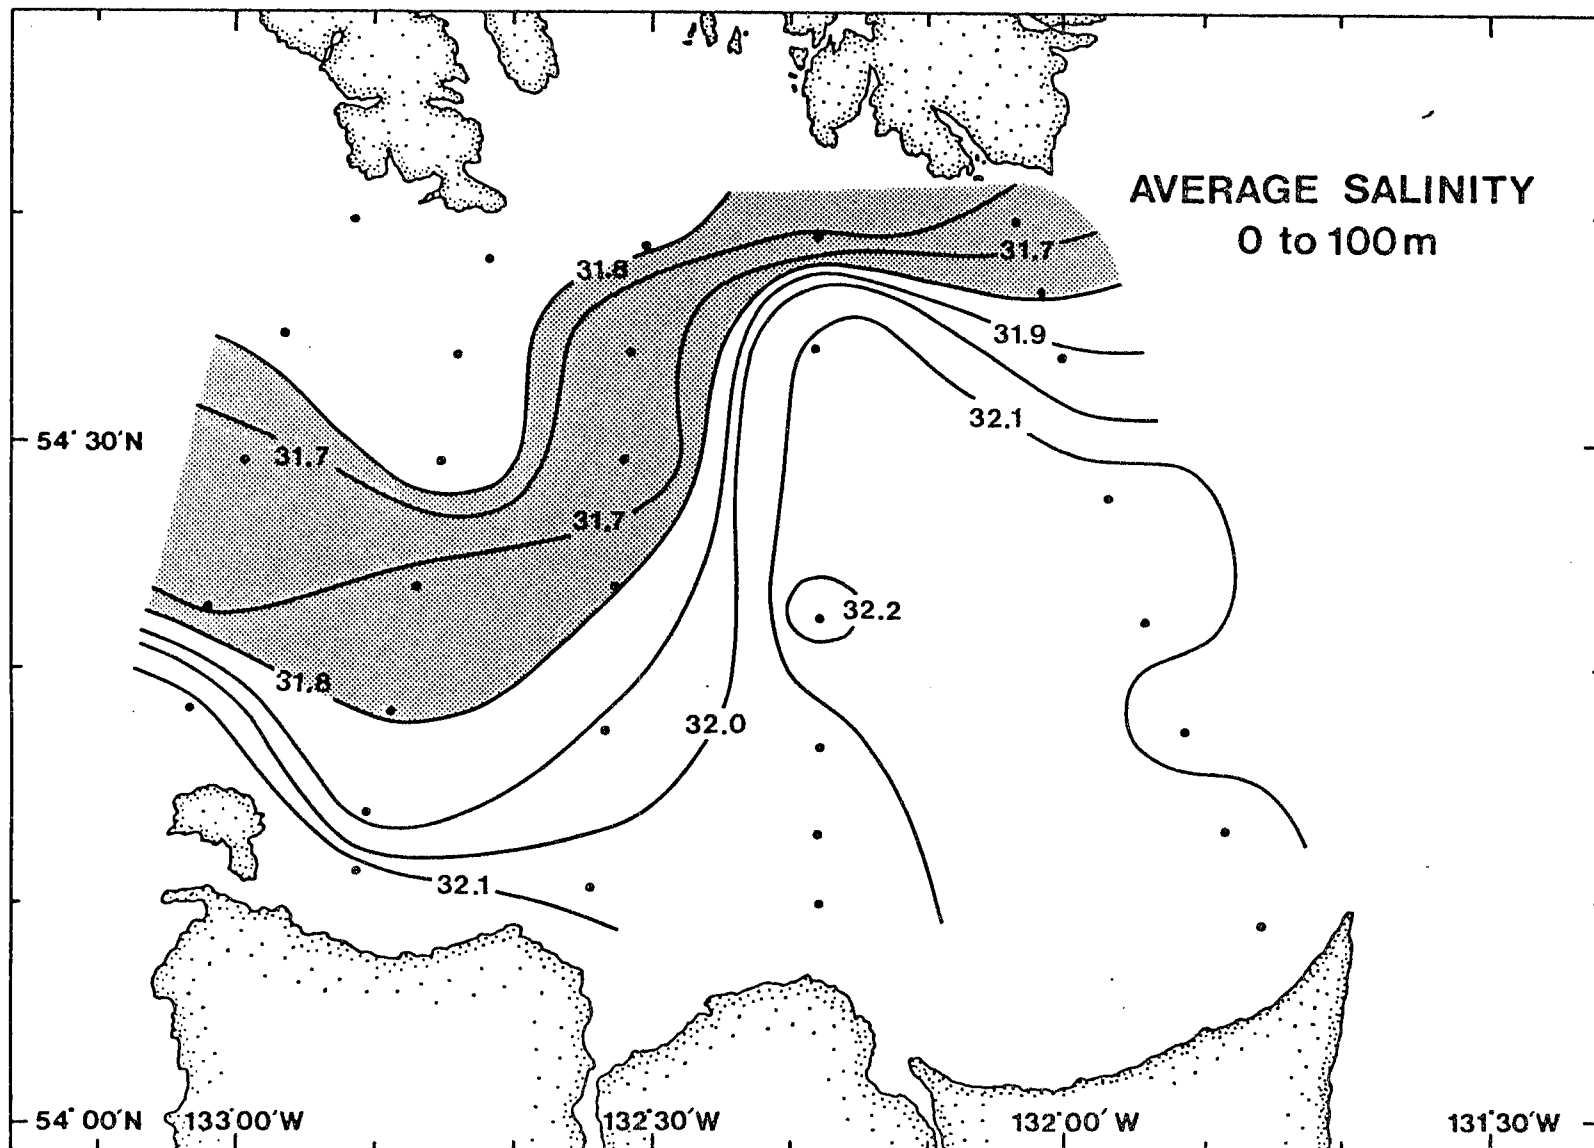 AVERAGE SALINITY
0 to 100m
31.7
31.8
31.9
32.1
54° 30'N
31.7
31.7
32.2
31.8
32.0
32.1
54° 00'N
133°00'W
132°30'W
132°00'W
131°30'W